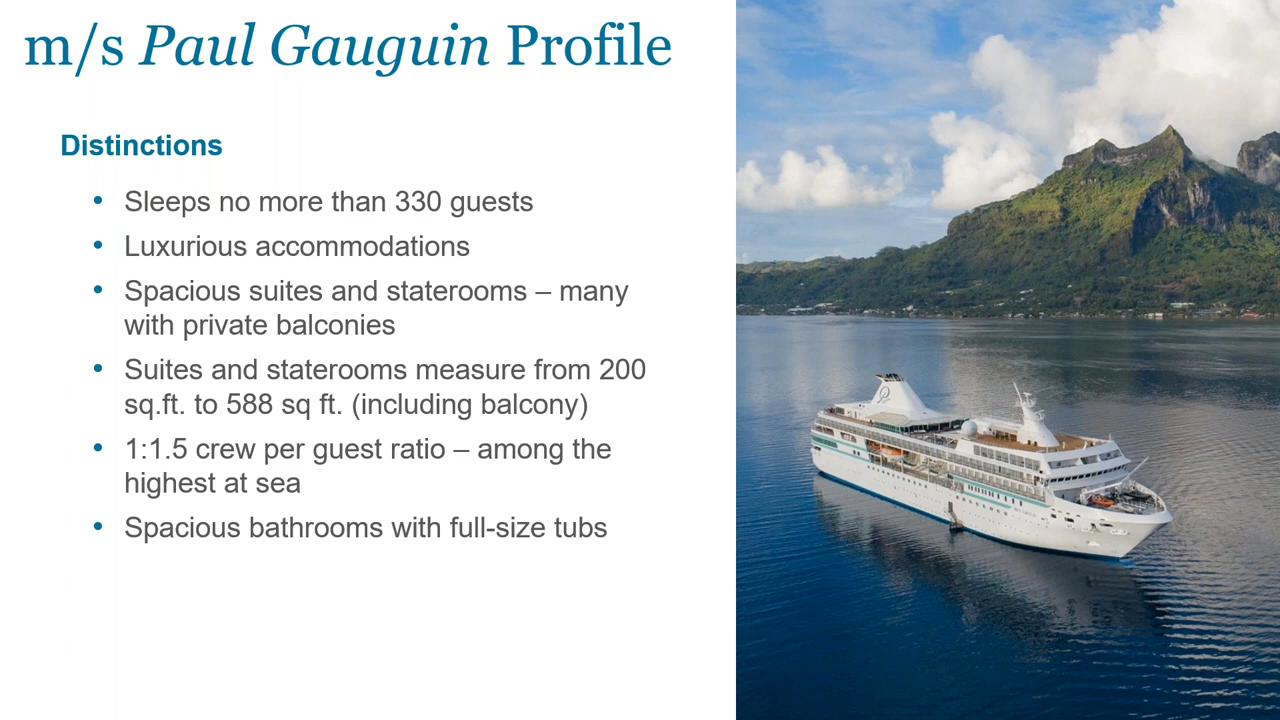 m/s Paul Gauguin Profile
Distinctions
• Sleeps no more than 330 guests
• Luxurious accommodations
• Spacious suites and staterooms – many
with private balconies
• Suites and staterooms measure from 200
sq.ft. to 588 sq ft. (including balcony)
• 1:1.5 crew per guest ratio – among the
highest at sea
• Spacious bathrooms with full-size tubs